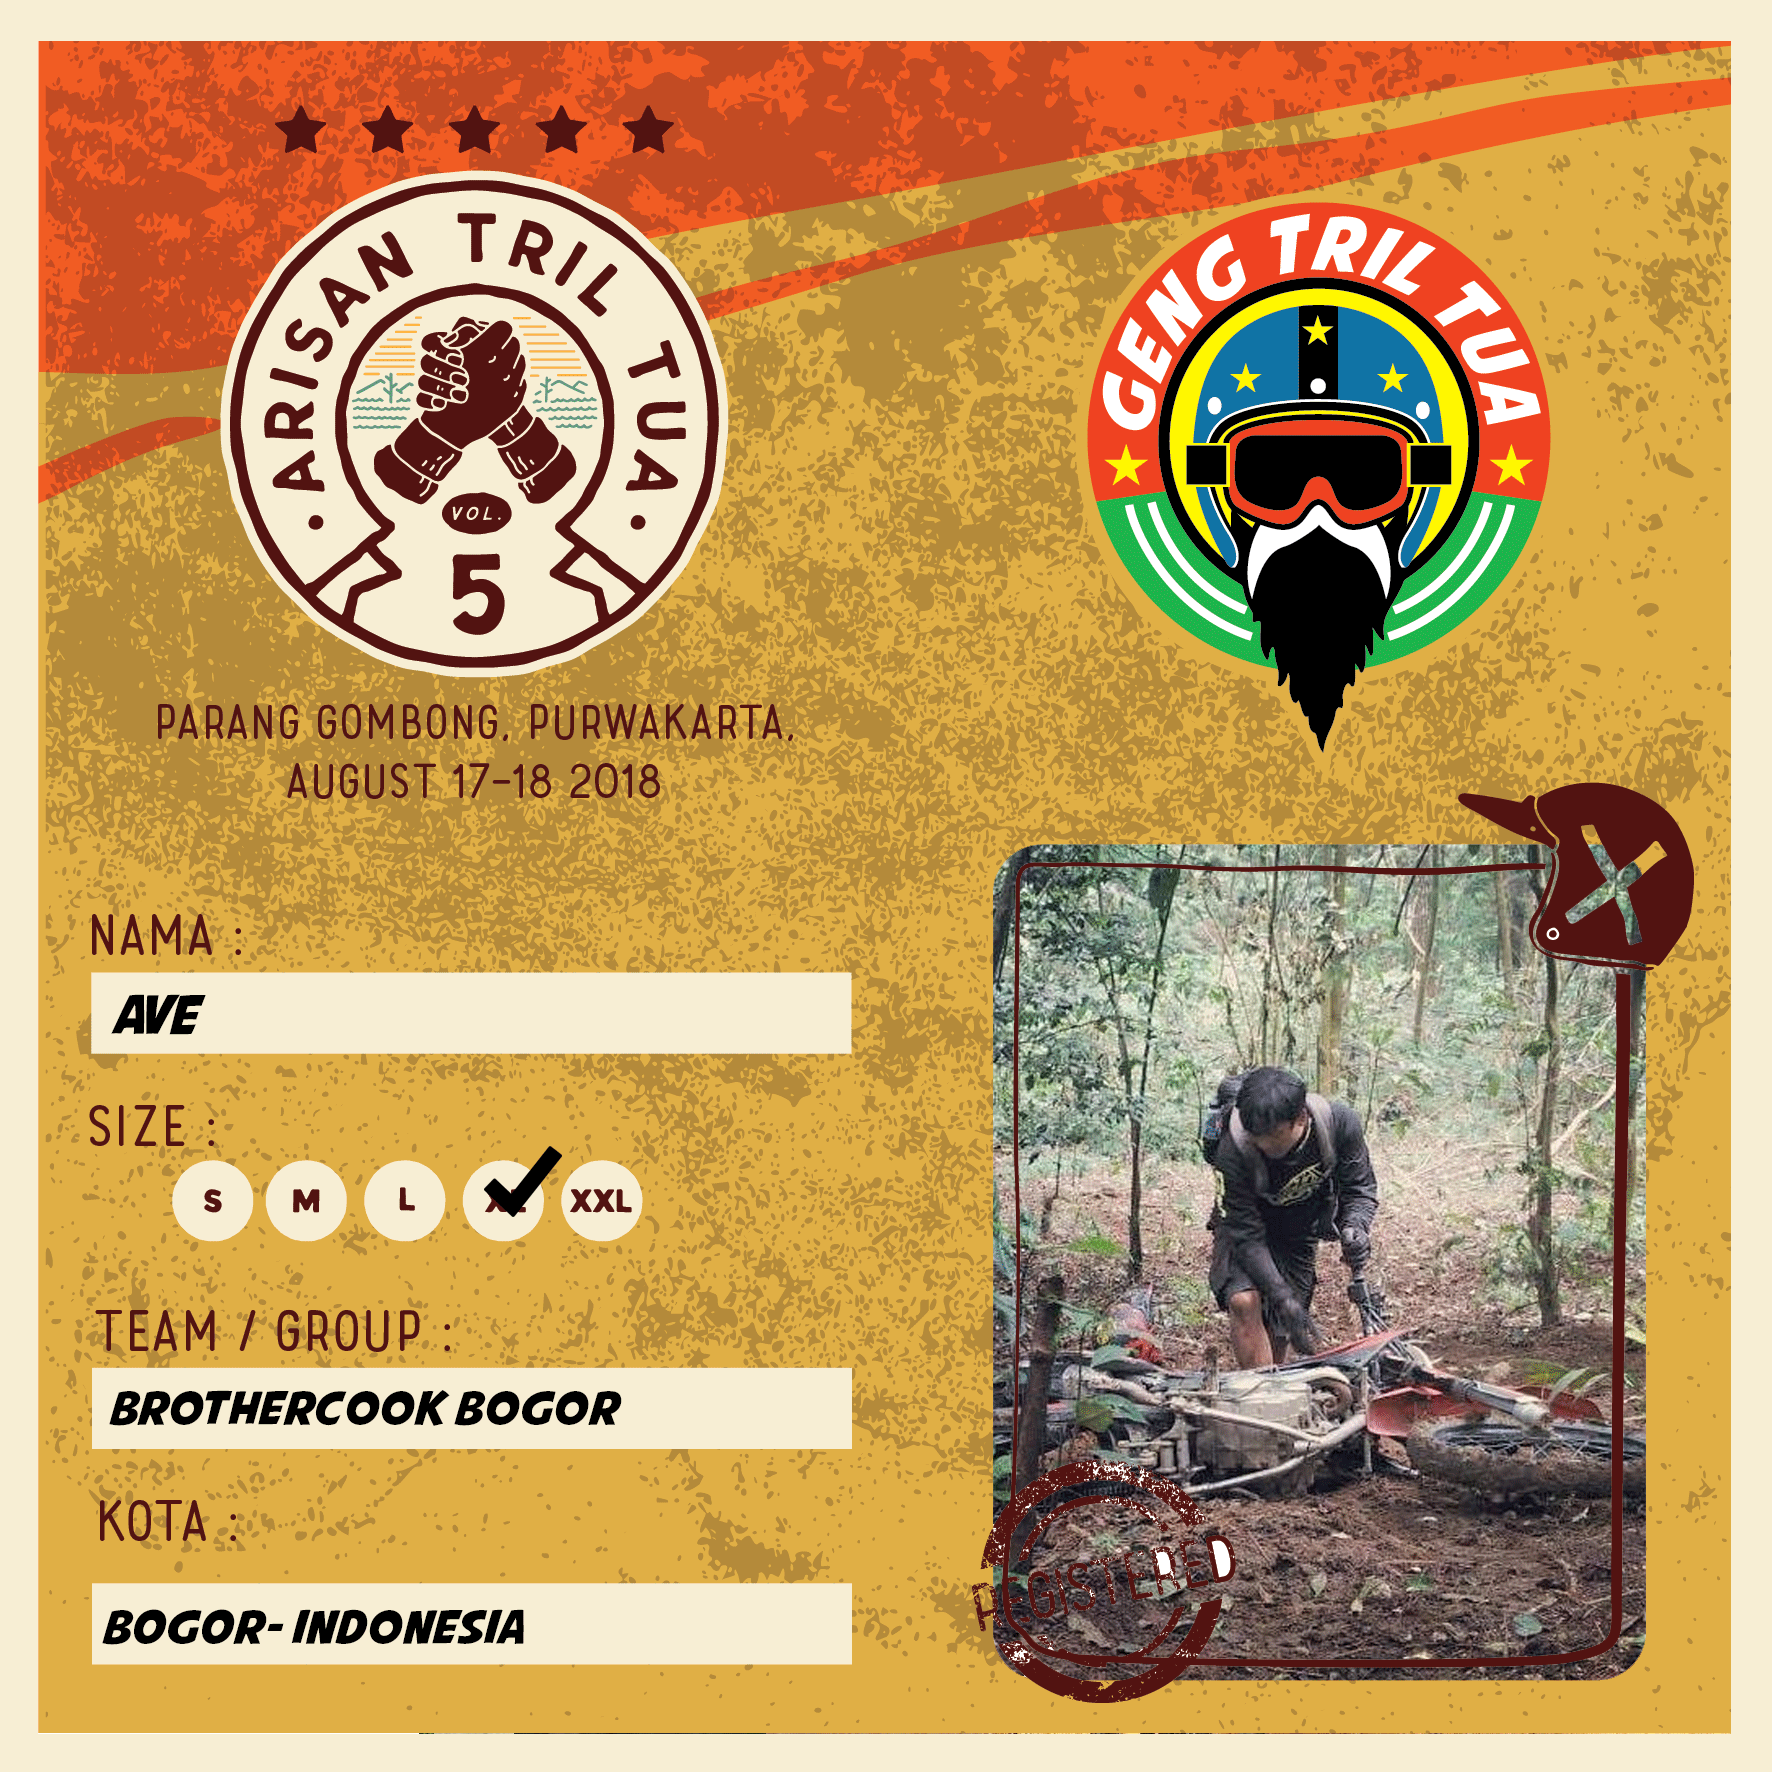 ARISAN TRIL TUA
VOL.
5
GENG TRIL TUA
PARANG GOMBONG, PURWAKARTA,
AUGUST 17-18 2018
NAMA :
AVE
SIZE :
S M L XL XXL
TEAM / GROUP :
BROTHERCOOK BOGOR
KOTA :
BOGOR- INDONESIA
REGISTERED